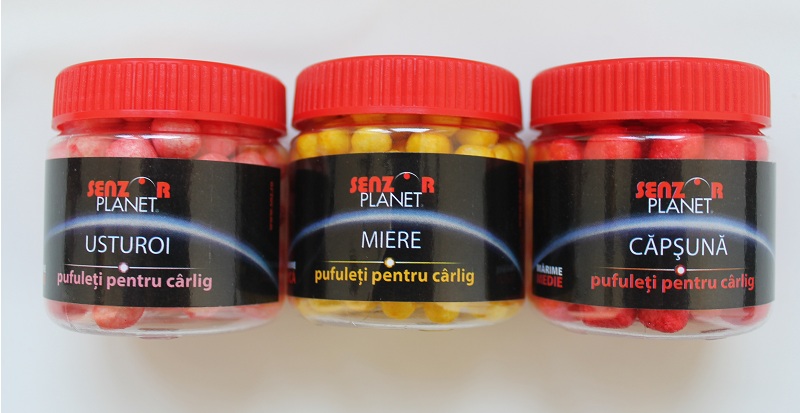 SENZOR
PLANET
USTUROI
pufuleți pentru cârlig
SENZOR
PLANET
MIERE
pufuleți pentru cârlig
SENZOR
PLANET
CĂPŞUNĂ
MĂRIME
MEDIE
pufuleți pentru cârlig